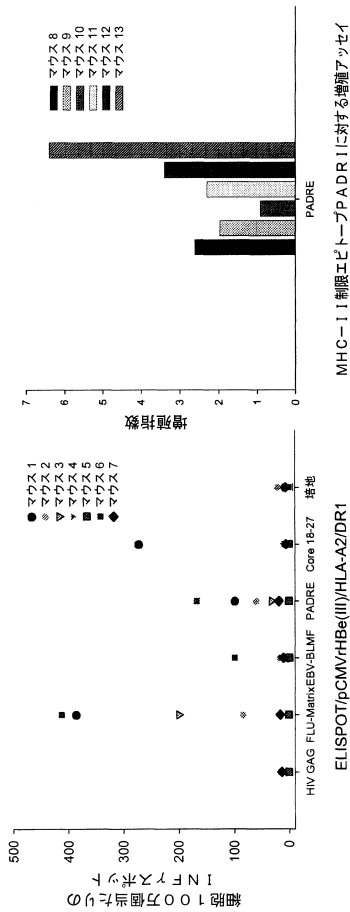 細胞100万個当たりの
INFγスポット
500
400
300
200
100
0
マウス1
マウス2
マウス3
マウス4
マウス5
マウス6
マウス7
HIV GAG FLU-Matrix EBV-BLMF PADRE Core 18-27 培地
ELISPOT/pCMVrHBe(III)/HLA-A2/DR1
増殖指数
7
6
5
4
3
2
1
0
マウス8
マウス9
マウス10
マウス11
マウス12
マウス13
PADRE
MHC-II制限エピトープPADRIに対する増殖アッセイ